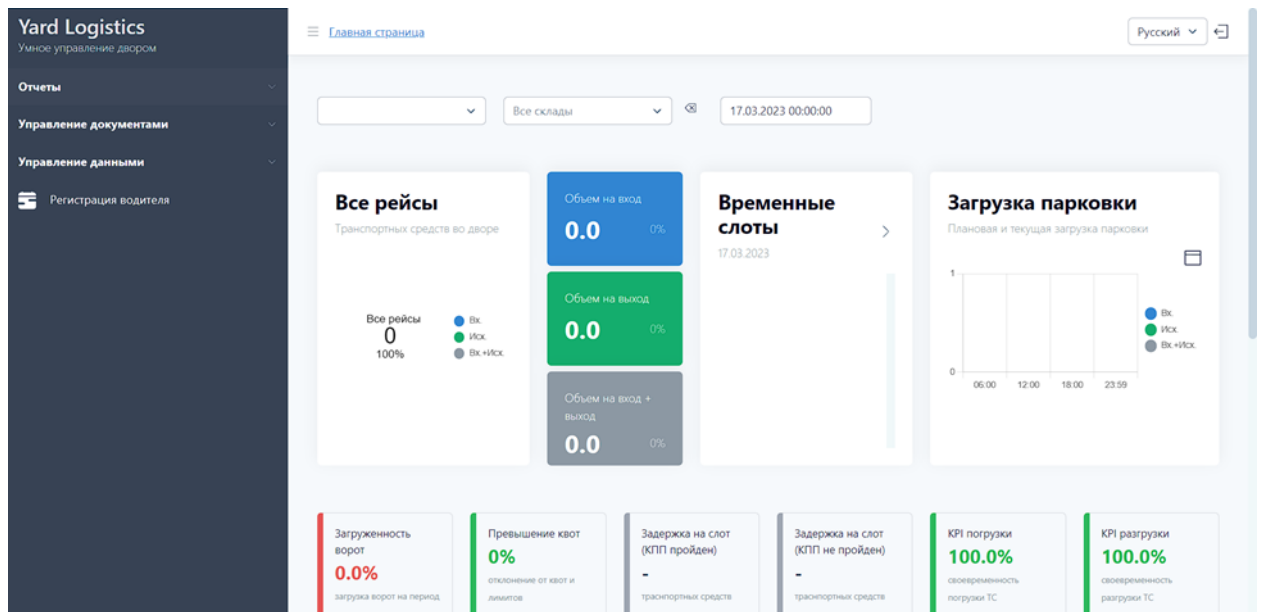 Yard Logistics
Умное управление двором
Отчеты
Управление документами
Управление данными
Регистрация водителя
Главная страница
Русский
Все склады
17.03.2023 00:00:00
Все рейсы
Транспортных средств во дворе
Все рейсы
0
100%
Вх.
Исх.
Вх.+Исх.
Объем на вход
0.0 0%
Объем на выход
0.0 0%
Объем на вход +
выход
0.0 0%
Временные
слоты
17.03.2023
Загрузка парковки
Плановая и текущая загрузка парковки
1
0
06:00 12:00 18:00 23:59
Вх.
Исх.
Вх.+Исх.
Загруженность
ворот
0.0%
загрузка ворот на период
Превышение квот
0%
отклонение от квот и
лимитов
Задержка на слот
(КПП пройден)
-
траснпортных средств
Задержка на слот
(КПП не пройден)
-
траснпортных средств
KPI погрузки
100.0%
своевременность
погрузки ТС
KPI разгрузки
100.0%
своевременность
разгрузки ТС